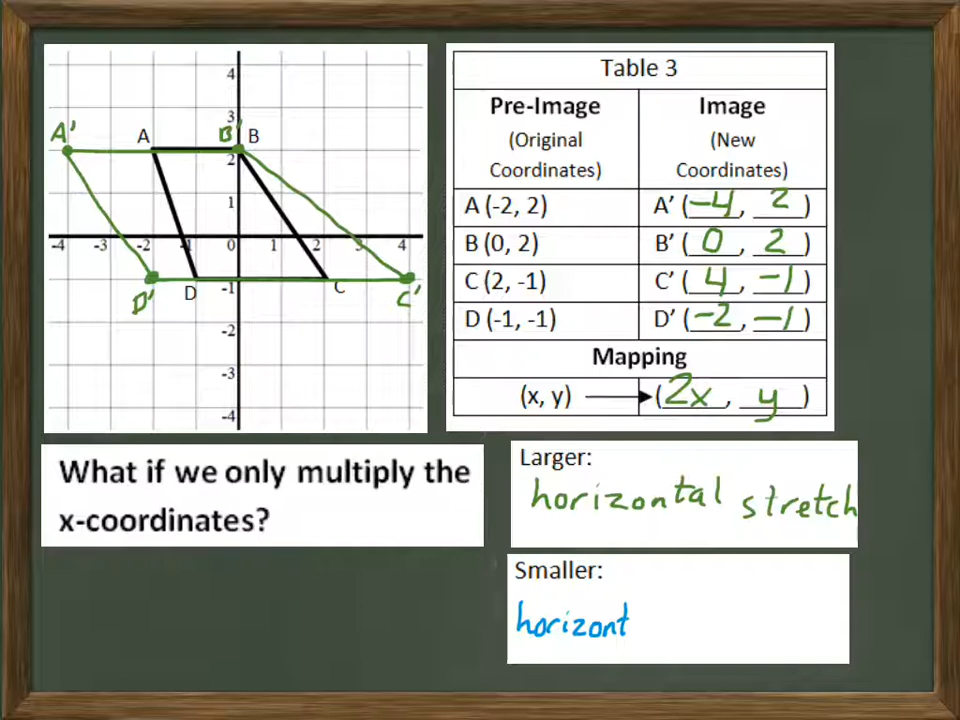 4
A'
A
B'
3
B
2
1
-4 -3 -2 -1 0 1 2 3 4
D'
D
-1
C
C'
-2
-3
-4
Table 3
Pre-Image Image
(Original (New
Coordinates) Coordinates)
A (-2, 2) A’ (-4, 2)
B (0, 2) B’ (0, 2)
C (2, -1) C’ (4, -1)
D (-1, -1) D’ (-2, -1)
Mapping
(x, y) (2x, y)
What if we only multiply the
x-coordinates?
Larger:
horizontal stretch
Smaller:
horizont